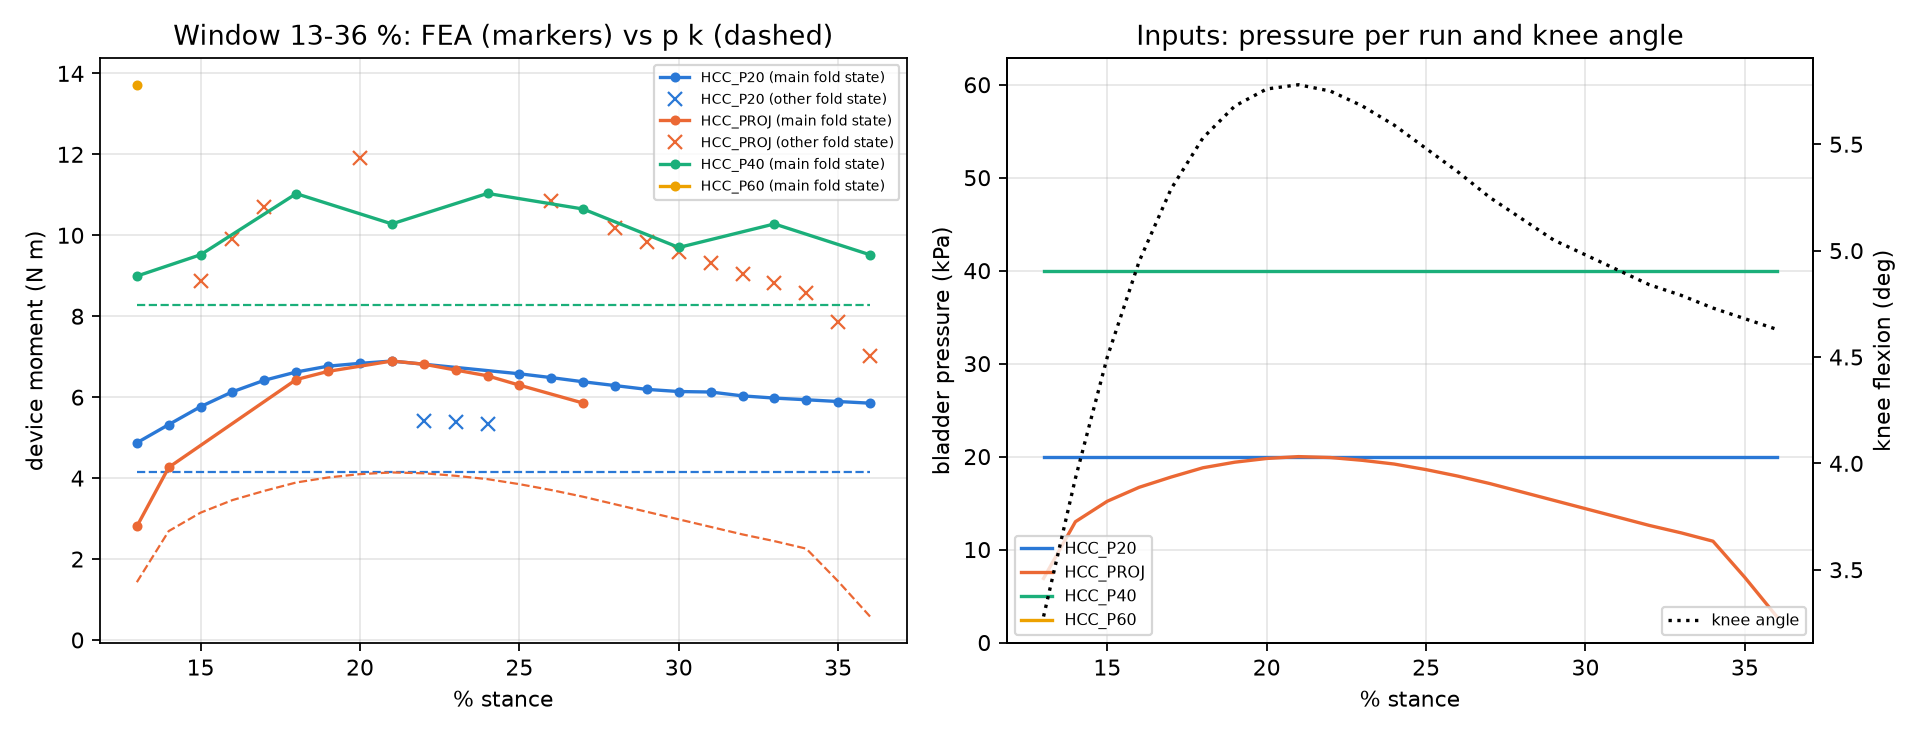 Window 13-36 %: FEA (markers) vs p k (dashed)
device moment (N m)
14
12
10
8
6
4
2
0
HCC_P20 (main fold state)
HCC_P20 (other fold state)
HCC_PROJ (main fold state)
HCC_PROJ (other fold state)
HCC_P40 (main fold state)
HCC_P60 (main fold state)
15
20
25
30
35
% stance
Inputs: pressure per run and knee angle
bladder pressure (kPa)
60
50
40
30
20
10
0
HCC_P20
HCC_PROJ
HCC_P40
HCC_P60
knee angle
15
20
25
30
35
% stance
5.5
5.0
4.5
4.0
3.5
knee flexion (deg)